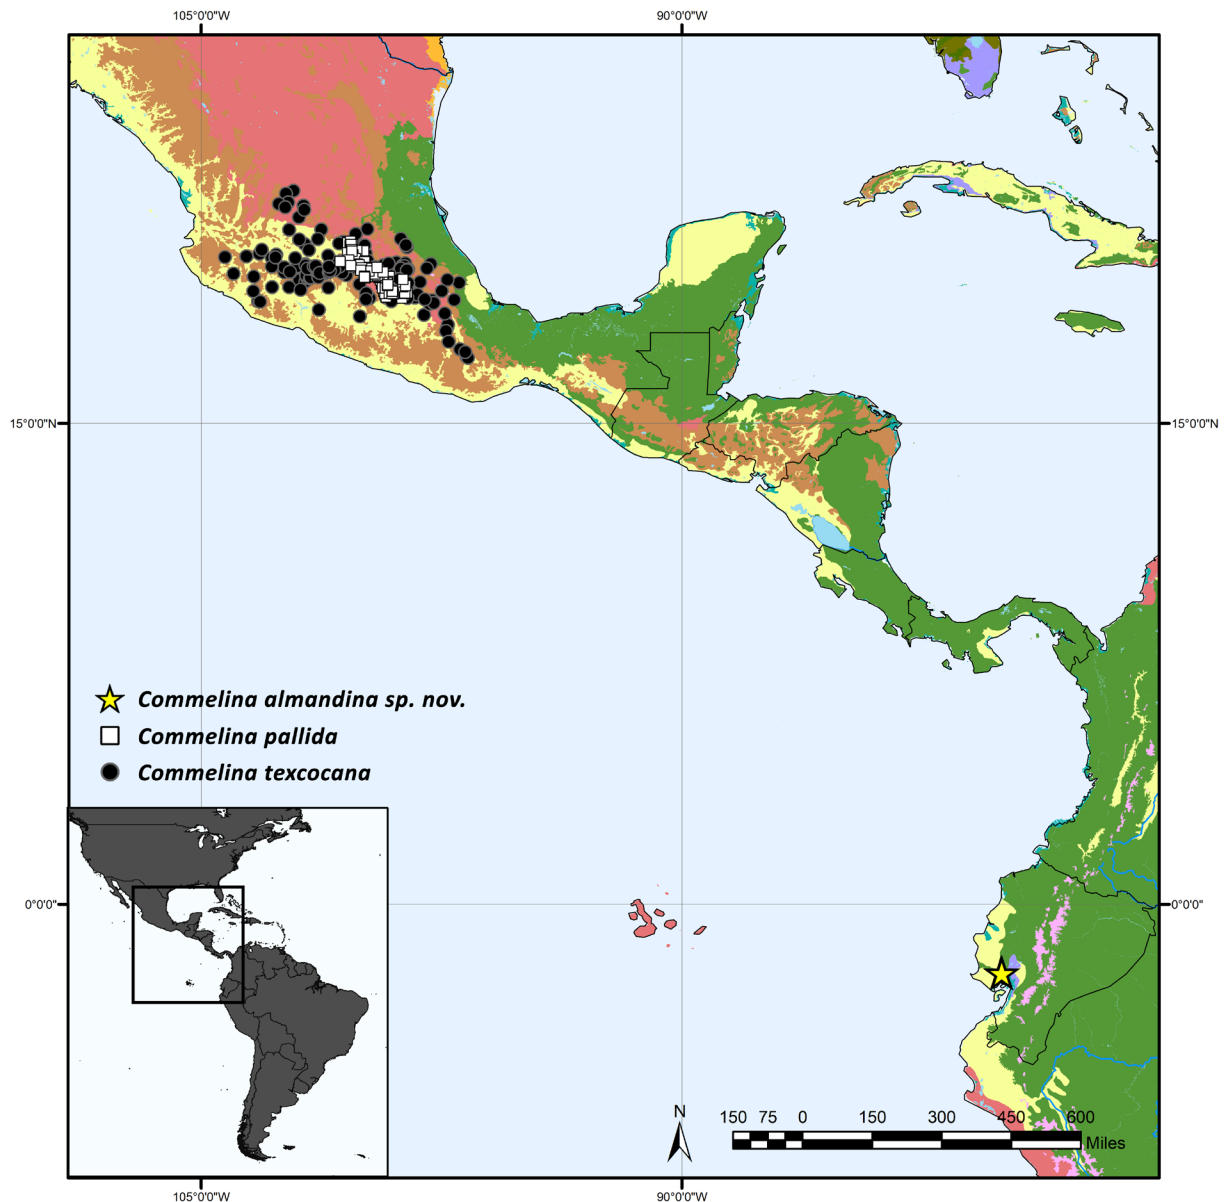 105°0'0"W 90°0'0"W
15°0'0"N 15°0'0"N
Commelina almandina sp. nov.
Commelina pallida
Commelina texcocana
0°0'0" 0°0'0"
N
150 75 0 150 300 450 600
Miles
105°0'0"W 90°0'0"W